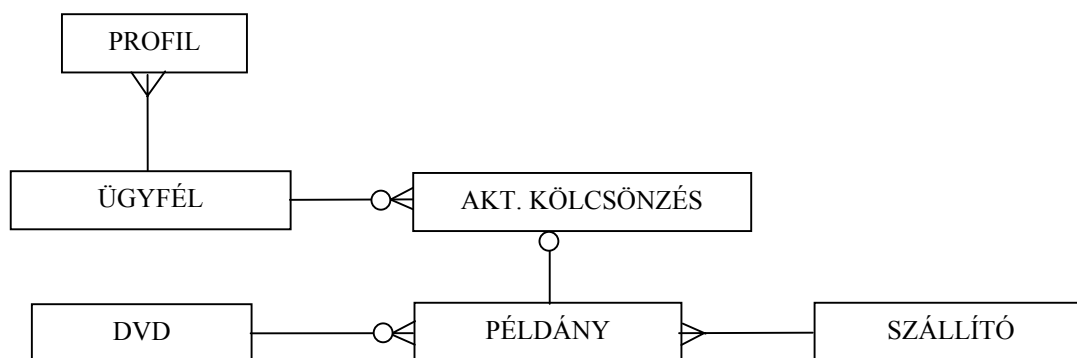 PROFIL
ÜGYFÉL
AKT. KÖLCSÖNZÉS
DVD
PÉLDÁNY
SZÁLLÍTÓ